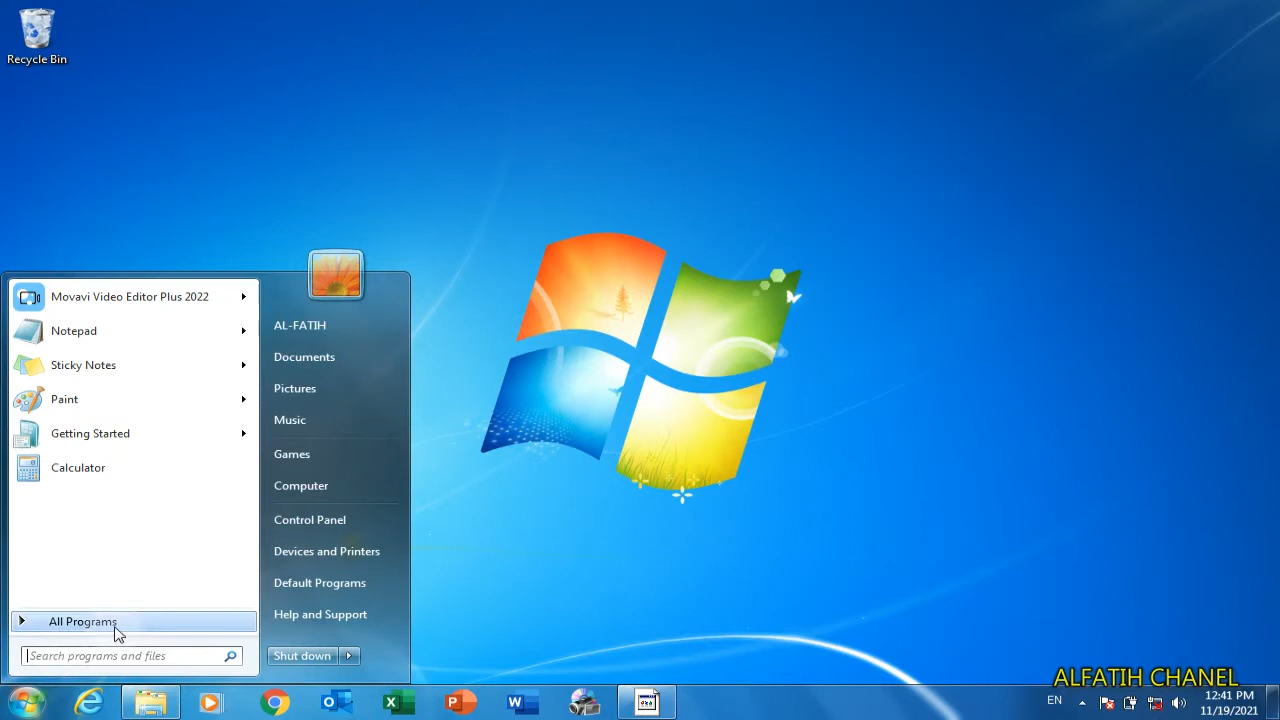 Recycle Bin
Movavi Video Editor Plus 2022
Notepad
Sticky Notes
Paint
Getting Started
Calculator
All Programs
Search programs and files
AL-FATIH
Documents
Pictures
Music
Games
Computer
Control Panel
Devices and Printers
Default Programs
Help and Support
Shut down
ALFATIH CHANEL
EN
12:41 PM
11/19/2021